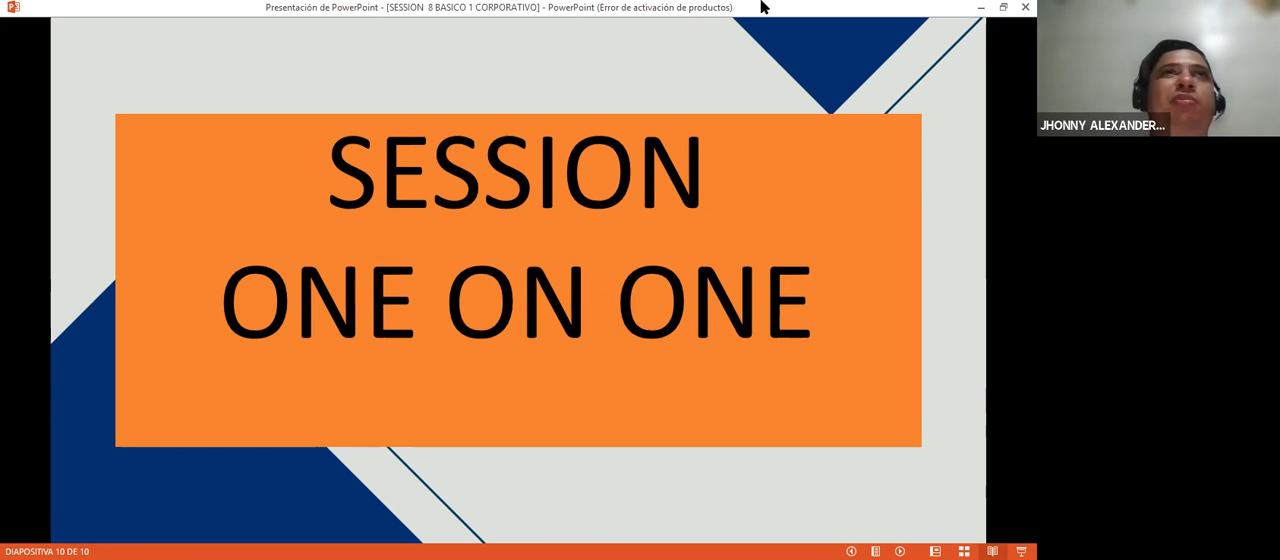 Presentación de PowerPoint - [SESSION  8 BASICO 1 CORPORATIVO] - PowerPoint (Error de activación de productos)
JHONNY ALEXANDER...
SESSION
ONE ON ONE
DIAPOSITIVA 10 DE 10